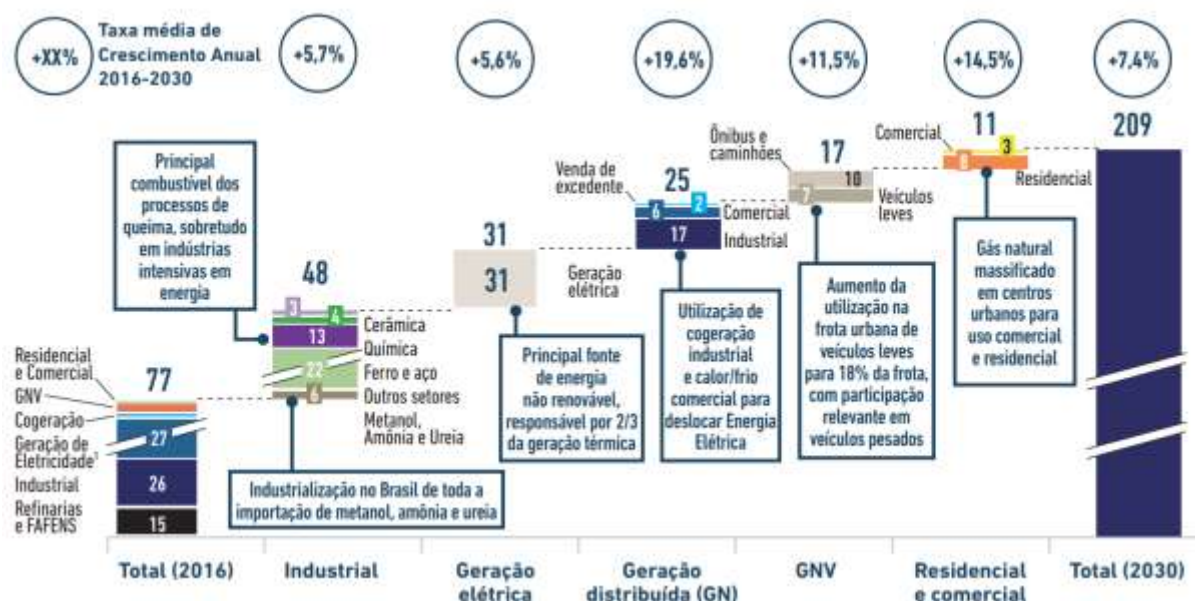 +XX%
Taxa média de
Crescimento Anual
2016-2030
+5,7%
+5,6%
+19,6%
+11,5%
+14,5%
+7,4%
Principal
combustível dos
processos de
queima, sobretudo
em indústrias
intensivas em
energia
Residencial
e Comercial
GNV
Cogeração
Geração de
Eletricidade¹
Industrial
Refinarias
e FAFENS
77
27
26
15
48
3
4
13
22
6
Cerâmica
Química
Ferro e aço
Outros setores
Metanol,
Amônia e Ureia
Industrialização no Brasil de toda a
importação de metanol, amônia e ureia
31
31
Geração
elétrica
Principal fonte
de energia
não renovável,
responsável por 2/3
da geração térmica
Venda de
excedente
25
2
6
17
Comercial
Industrial
Utilização de
cogeração
industrial
e calor/frio
comercial para
deslocar Energia
Elétrica
Ônibus e
caminhões
17
10
7
Veículos
leves
Aumento da
utilização na
frota urbana de
veículos leves
para 18% da frota,
com participação
relevante em
veículos pesados
Comercial
11
3
8
Residencial
Gás natural
massificado
em centros
urbanos para
uso comercial
e residencial
209
Total (2016)
Industrial
Geração
elétrica
Geração
distribuída (GN)
GNV
Residencial
e comercial
Total (2030)